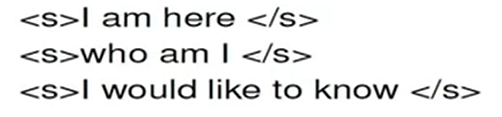 <s>I am here </s>
<s>who am I </s>
<s>I would like to know </s>